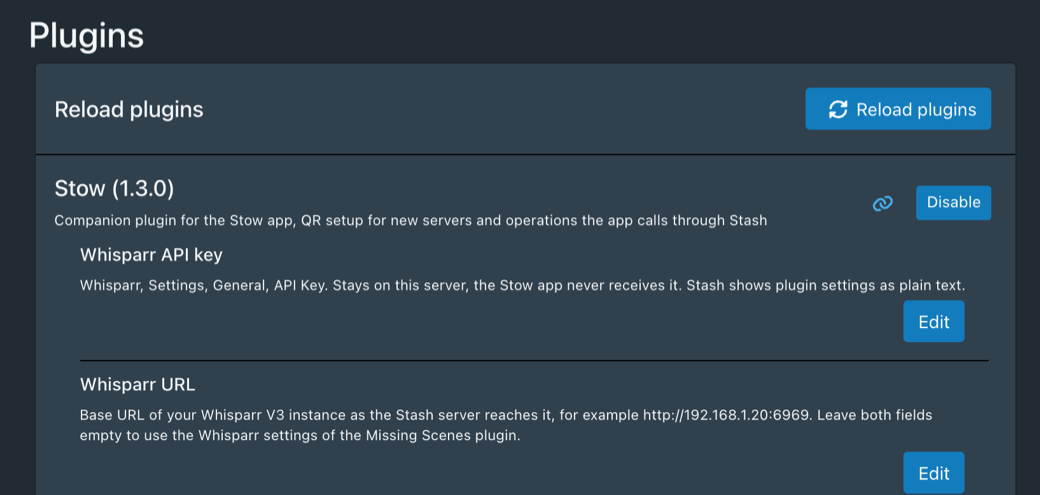 Plugins
Reload plugins
Reload plugins
Stow (1.3.0)
Disable
Companion plugin for the Stow app, QR setup for new servers and operations the app calls through Stash
Whisparr API key
Whisparr, Settings, General, API Key. Stays on this server, the Stow app never receives it. Stash shows plugin settings as plain text.
Edit
Whisparr URL
Base URL of your Whisparr V3 instance as the Stash server reaches it, for example http://192.168.1.20:6969. Leave both fields
empty to use the Whisparr settings of the Missing Scenes plugin.
Edit